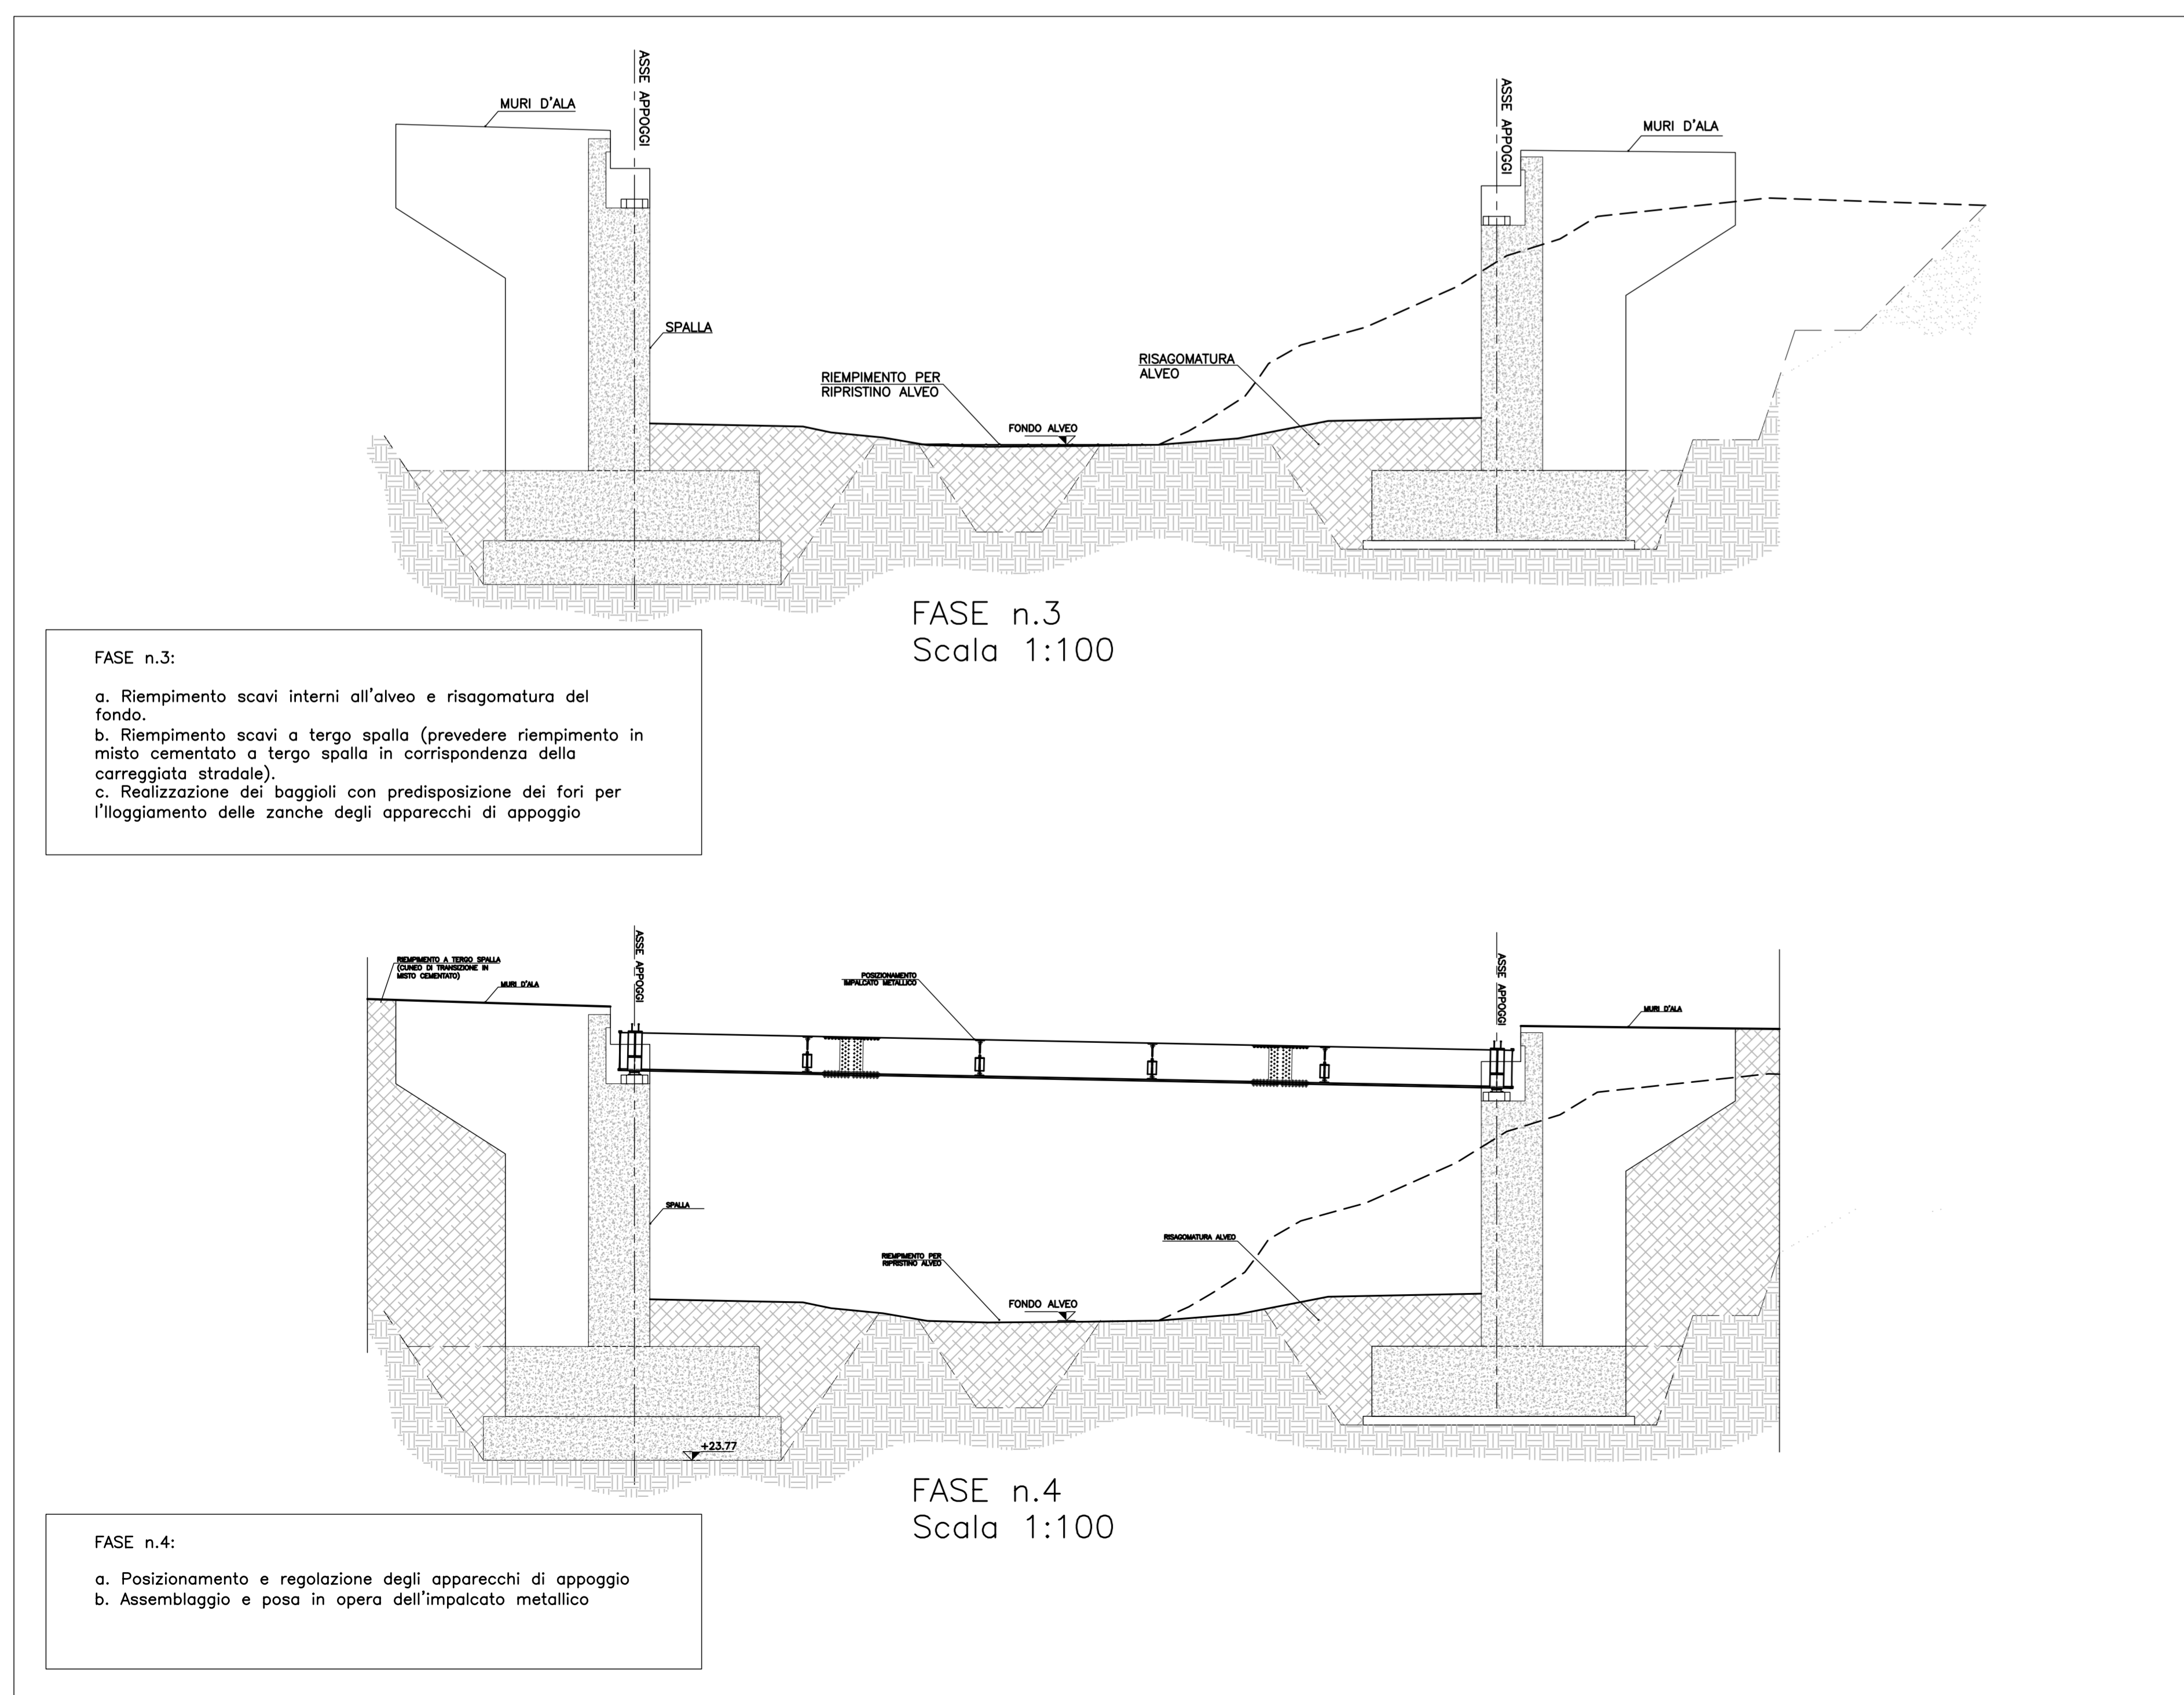 ASSE APPOGGI
MURI D'ALA
ASSE APPOGGI
MURI D'ALA
SPALLA
RIEMPIMENTO PER
RIPRISTINO ALVEO
RISAGOMATURA
ALVEO
FONDO ALVEO
FASE n.3
Scala 1:100
FASE n.3:
a. Riempimento scavi interni all'alveo e risagomatura del
fondo.
b. Riempimento scavi a tergo spalla (prevedere riempimento in
misto cementato a tergo spalla in corrispondenza della
carreggiata stradale).
c. Realizzazione dei baggioli con predisposizione dei fori per
l'lloggiamento delle zanche degli apparecchi di appoggio
RIEMPIMENTO A TERGO SPALLA
(CUNEO DI TRANSIZIONE IN
MISTO CEMENTATO)
MURI D'ALA
ASSE APPOGGI
POSIZIONAMENTO
IMPALCATO METALLICO
ASSE APPOGGI
MURI D'ALA
SPALLA
RIEMPIMENTO PER
RIPRISTINO ALVEO
RISAGOMATURA ALVEO
FONDO ALVEO
+23.77
FASE n.4
Scala 1:100
FASE n.4:
a. Posizionamento e regolazione degli apparecchi di appoggio
b. Assemblaggio e posa in opera dell'impalcato metallico